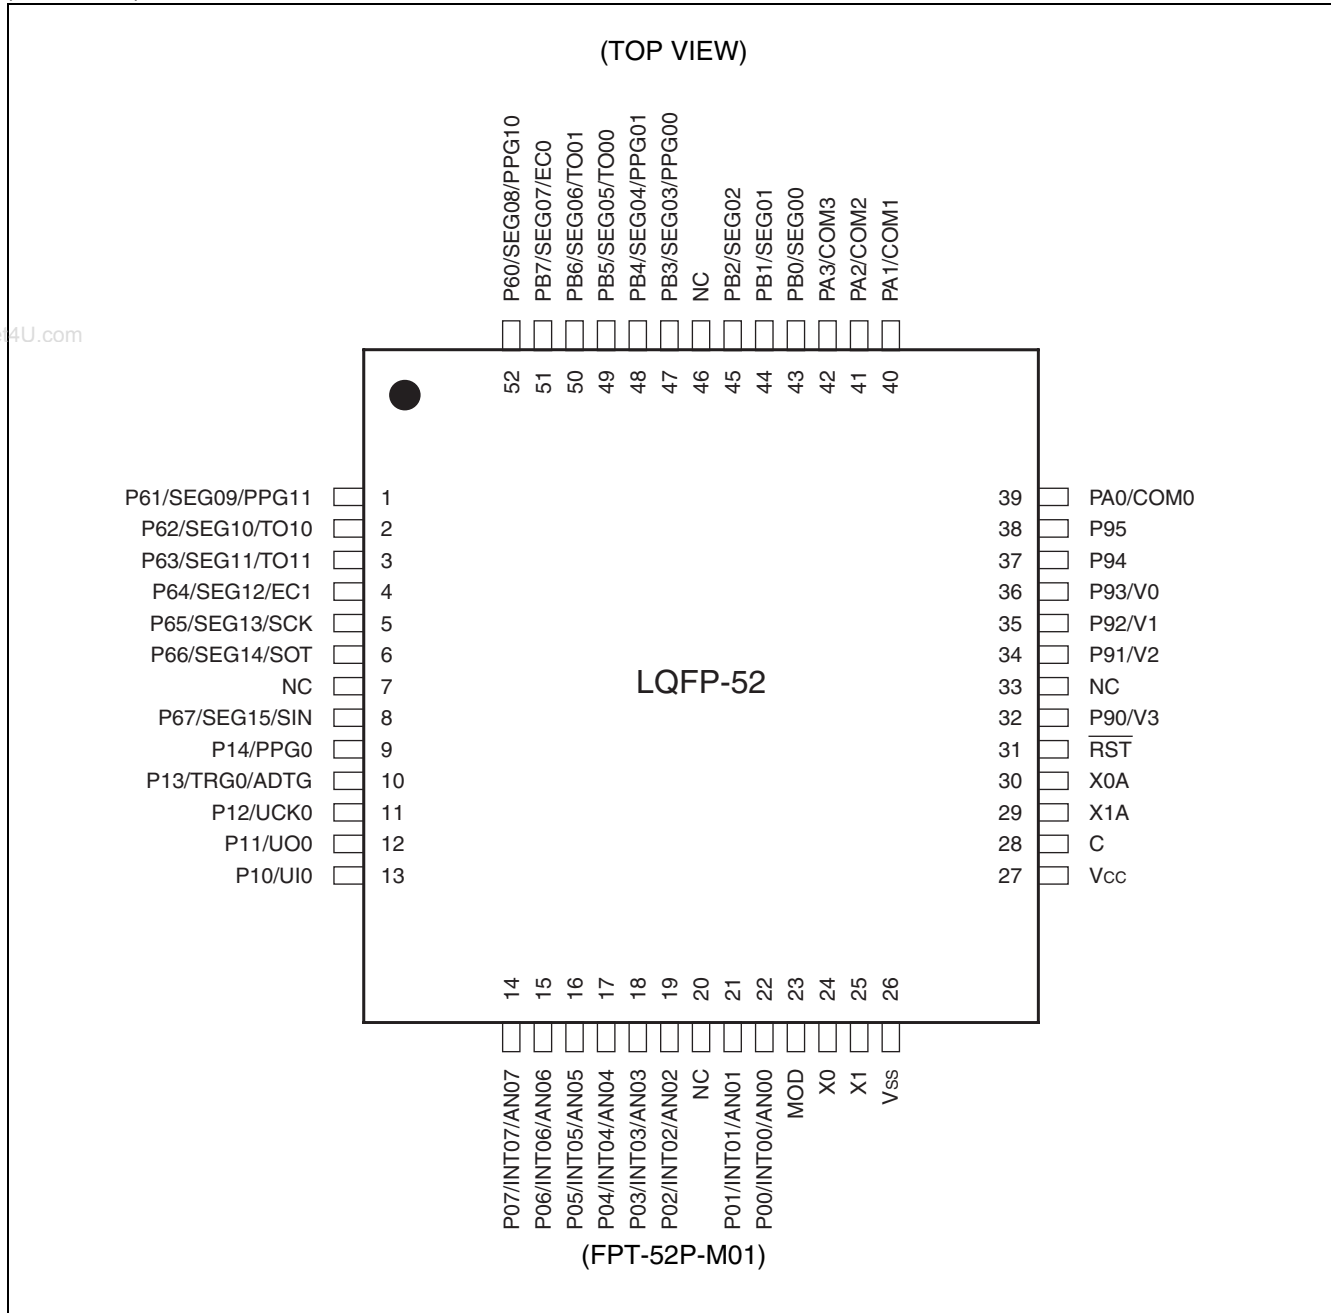 (TOP VIEW)
P60/SEG08/PPG10
PB7/SEG07/EC0
PB6/SEG06/TO01
PB5/SEG05/TO00
PB4/SEG04/PPG01
PB3/SEG03/PPG00
NC
PB2/SEG02
PB1/SEG01
PB0/SEG00
PA3/COM3
PA2/COM2
PA1/COM1
52 51 50 49 48 47 46 45 44 43 42 41 40
P61/SEG09/PPG11 1
P62/SEG10/TO10 2
P63/SEG11/TO11 3
P64/SEG12/EC1 4
P65/SEG13/SCK 5
P66/SEG14/SOT 6
NC 7
P67/SEG15/SIN 8
P14/PPG0 9
P13/TRG0/ADTG 10
P12/UCK0 11
P11/UO0 12
P10/UI0 13
LQFP-52
39 PA0/COM0
38 P95
37 P94
36 P93/V0
35 P92/V1
34 P91/V2
33 NC
32 P90/V3
31 RST
30 X0A
29 X1A
28 C
27 Vcc
14 15 16 17 18 19 20 21 22 23 24 25 26
P07/INT07/AN07
P06/INT06/AN06
P05/INT05/AN05
P04/INT04/AN04
P03/INT03/AN03
P02/INT02/AN02
NC
P01/INT01/AN01
P00/INT00/AN00
MOD
X0
X1
Vss
(FPT-52P-M01)